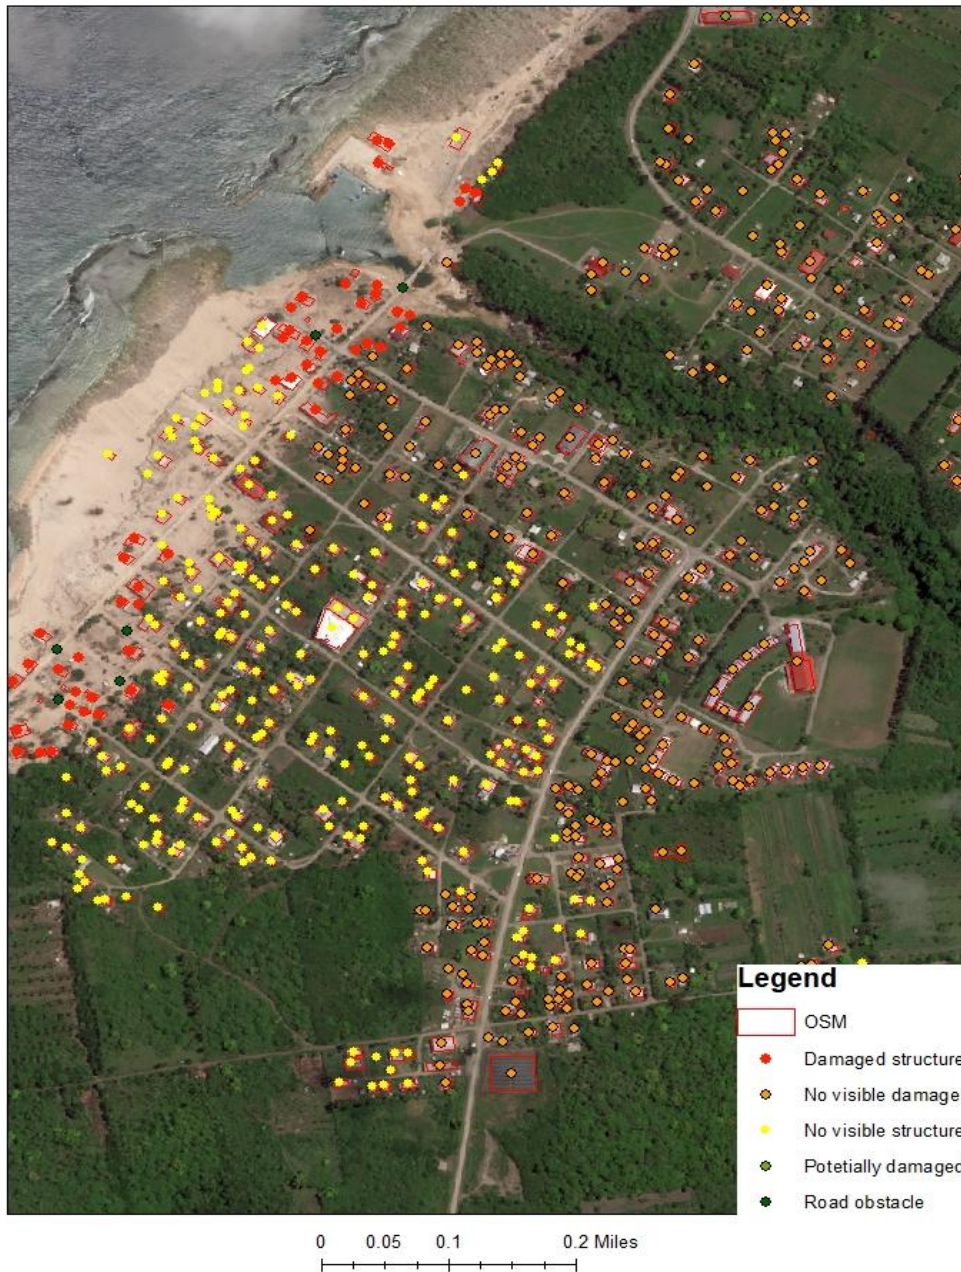 Legend
OSM
Damaged structure
No visible damage
No visible structure
Potetially damaged
Road obstacle
0 0.05 0.1 0.2 Miles